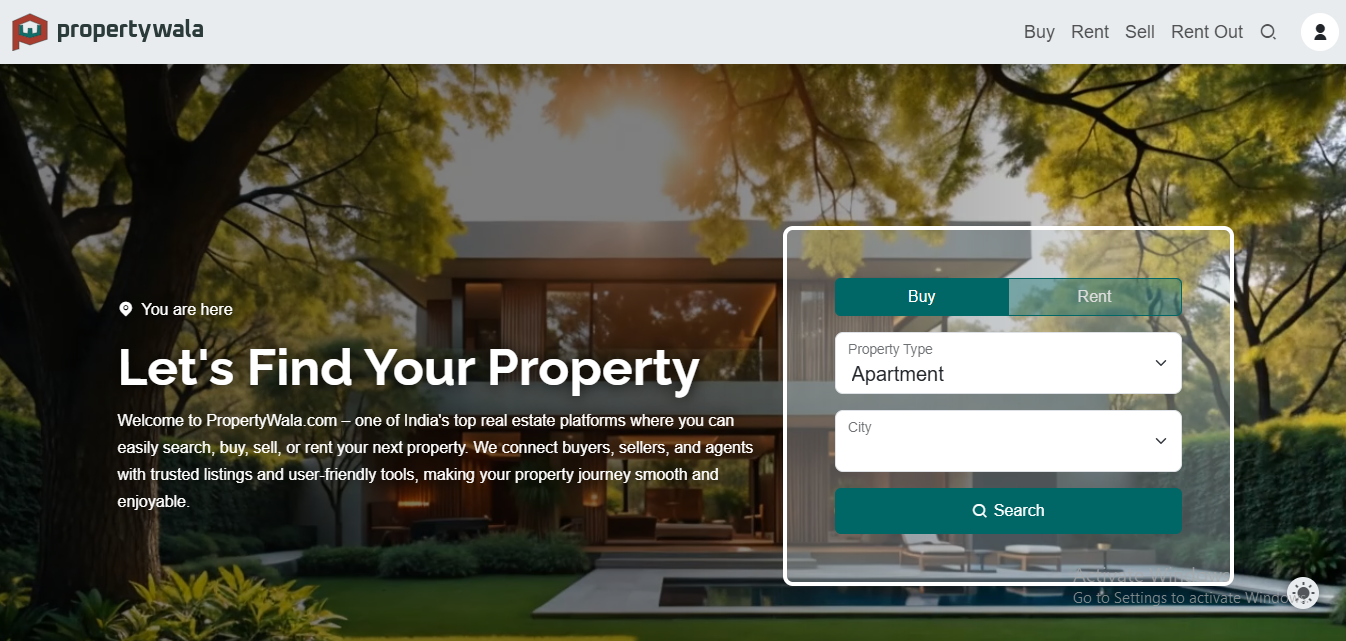 propertywala
Buy Rent Sell Rent Out
You are here
Let's Find Your Property
Welcome to PropertyWala.com – one of India's top real estate platforms where you can
easily search, buy, sell, or rent your next property. We connect buyers, sellers, and agents
with trusted listings and user-friendly tools, making your property journey smooth and
enjoyable.
Buy Rent
Property Type
Apartment
City
Search
Activate Windows
Go to Settings to activate Windows